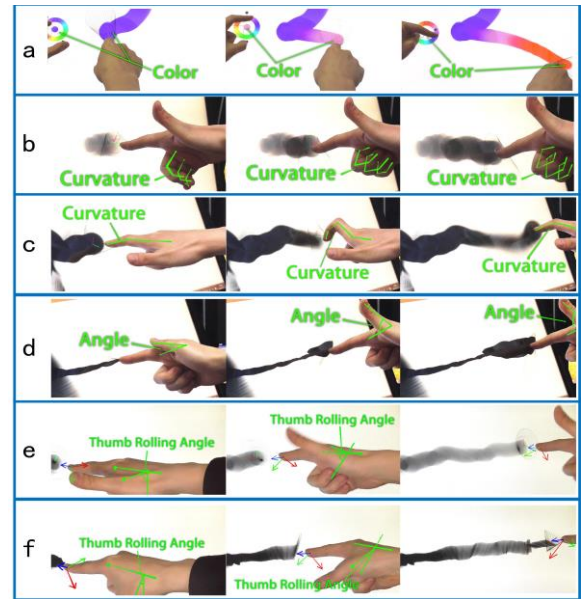 a
Color
Color
Color
b
Curvature
Curvature
Curvature
c
Curvature
Curvature
Curvature
d
Angle
Angle
Angle
e
Thumb Rolling Angle
Thumb Rolling Angle
f
Thumb Rolling Angle
Thumb Rolling Angle